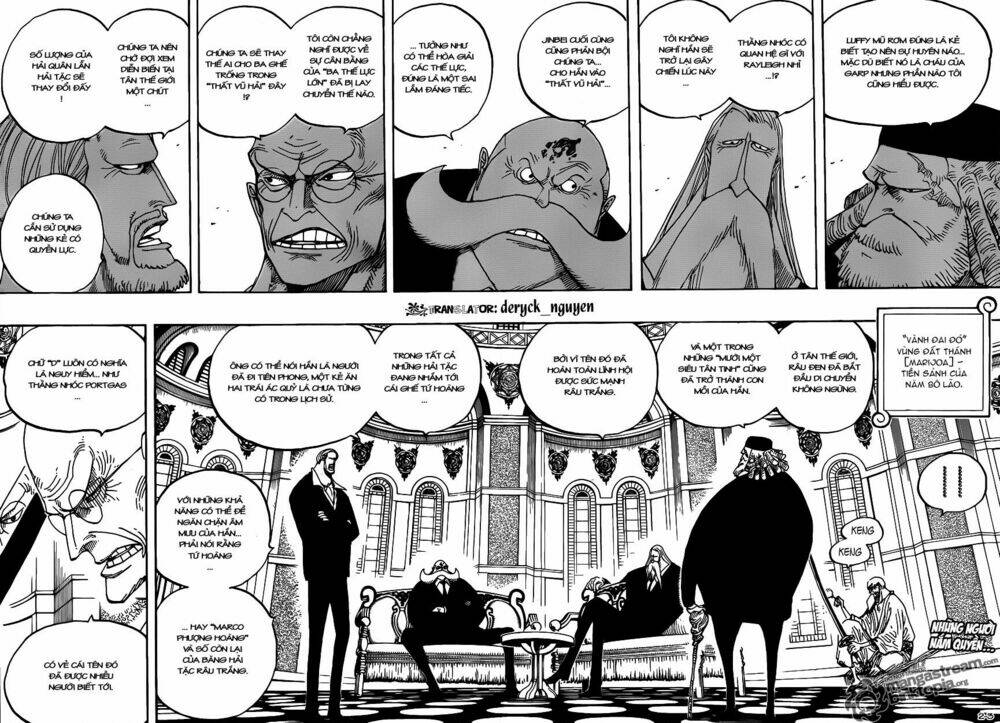 LUFFY MŨ RƠM ĐÚNG LÀ KẺ
BIẾT TẠO NÊN SỰ HUYÊN NÁO...
MẶC DÙ BIẾT NÓ LÀ CHÁU CỦA
GARP NHƯNG PHẦN NÀO TÔI
CŨNG HIỂU ĐƯỢC.
THẰNG NHÓC CÓ
QUAN HỆ GÌ VỚI
RAYLEIGH NHỈ
...!?
TÔI KHÔNG
NGHĨ HẮN SẼ
TRỞ LẠI GÂY
CHIẾN LÚC NÀY
...
JINBEI CUỐI CÙNG
CŨNG PHẢN BỘI
CHÚNG TA...
CHO HẮN VÀO
"THẤT VŨ HẢI"...
... TƯỞNG NHƯ
CÓ THỂ HÒA GIẢI
CÁC THẾ LỰC,
ĐÚNG LÀ MỘT SAI
LẦM ĐÁNG TIẾC.
TÔI CÒN CHẲNG
NGHĨ ĐƯỢC VỀ
SỰ CÂN BẰNG
CỦA "BA THẾ LỰC
LỚN" ĐÃ BỊ LAY
CHUYỂN THẾ NÀO.
CHÚNG TA SẼ THAY
THẾ AI CHO BA GHẾ
TRỐNG TRONG
"THẤT VŨ HẢI" ĐÂY
!?
CHÚNG TA NÊN
CHỜ ĐỢI XEM
DIỄN BIẾN TẠI
TÂN THẾ GIỚI
MỘT CHÚT
...
SỐ LƯỢNG CỦA
HẢI QUÂN LẪN
HẢI TẶC SẼ
THAY ĐỔI ĐẤY
!
CHÚNG TA
CẦN SỬ DỤNG
NHỮNG KẺ CÓ
QUYỀN LỰC.
TRANSLATOR: deryck_nguyen
"VÀNH ĐAI ĐỎ"
VÙNG ĐẤT THÁNH
[MARIJOA] -
TIỀN SẢNH CỦA
NĂM BÔ LÃO.
KENG
KENG
NHỮNG NGƯỜI
NẮM QUYỀN...
Ở TÂN THẾ GIỚI,
RÂU ĐEN ĐÃ BẮT
ĐẦU DI CHUYỂN
KHÔNG NGỪNG.
VÀ MỘT TRONG
NHỮNG "MƯỜI MỘT
SIÊU TÂN TINH" CŨNG
ĐÃ TRỞ THÀNH CON
MỒI CỦA HẮN.
BỞI VÌ TÊN ĐÓ ĐÃ
HOÀN TOÀN LĨNH HỘI
ĐƯỢC SỨC MẠNH
RÂU TRẮNG.
TRONG TẤT CẢ
NHỮNG HẢI TẶC
ĐANG NHẮM TỚI
CÁI GHẾ TỨ HOÀNG
...
ÔNG CÓ THỂ NÓI HẮN LÀ NGƯỜI
ĐÃ ĐI TIÊN PHONG, MỘT KẺ ĂN
HAI TRÁI ÁC QUỶ LÀ CHƯA TỪNG
CÓ TRONG LỊCH SỬ.
VỚI NHỮNG KHẢ
NĂNG CÓ THỂ ĐỂ
NGĂN CHẶN ÂM
MƯU CỦA HẮN...
PHẢI NÓI RẰNG
TỨ HOÀNG
... HAY "MARCO
PHƯỢNG HOÀNG"
VÀ SỐ CÒN LẠI
CỦA BĂNG HẢI
TẶC RÂU TRẮNG.
CHỮ "D" LUÔN CÓ NGHĨA
LÀ NGUY HIỂM... NHƯ
THẰNG NHÓC PORTGAS
...
CÓ VẺ CÁI TÊN ĐÓ
ĐÃ ĐƯỢC NHIỀU
NGƯỜI BIẾT TỚI.
mangastream.com